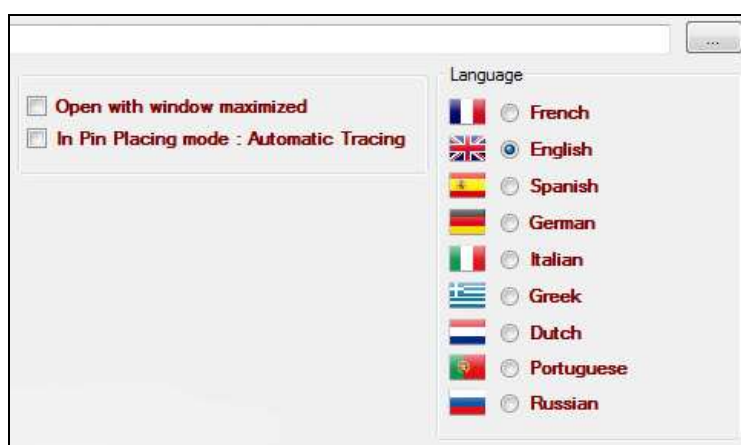 ...
Language
Open with window maximized
In Pin Placing mode : Automatic Tracing
French
English
Spanish
German
Italian
Greek
Dutch
Portuguese
Russian